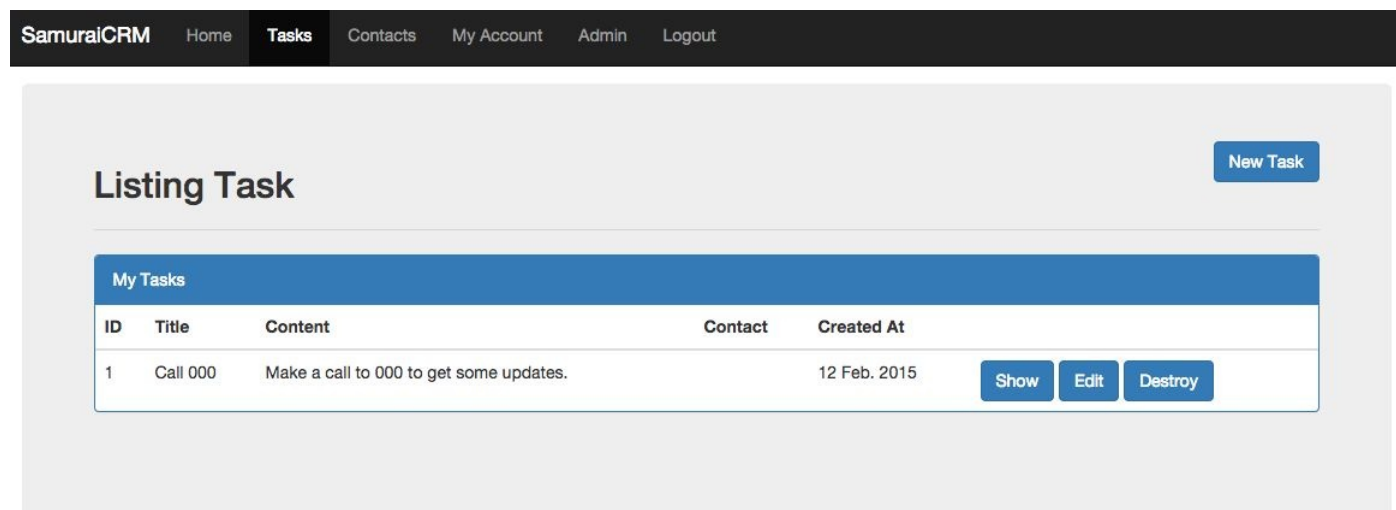 SamuraiCRM Home Tasks Contacts My Account Admin Logout
New Task
Listing Task
My Tasks
ID Title Content Contact Created At
1 Call 000 Make a call to 000 to get some updates. 12 Feb. 2015 Show Edit Destroy